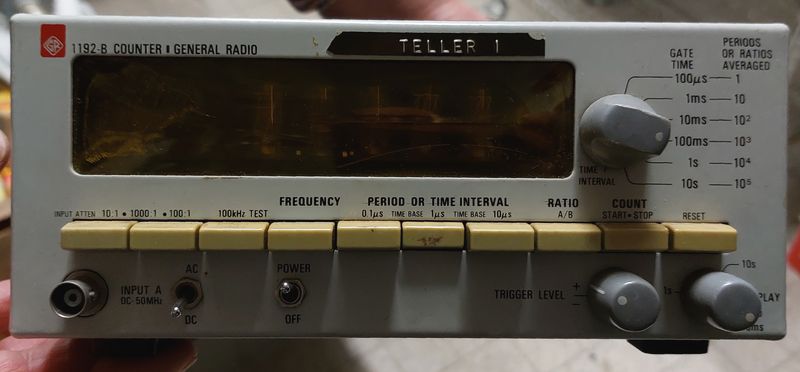 GR
1192-B COUNTER GENERAL RADIO
TELLER 1
GATE TIME
PERIODS OR RATIOS AVERAGED
100µs 1
1ms 10
10ms 10²
100ms 10³
1s 10⁴
10s 10⁵
TIME
INTERVAL
INPUT ATTEN 10:1 • 1000:1 • 100:1
100kHz TEST
FREQUENCY
PERIOD OR TIME INTERVAL
0.1µs TIME BASE 1µs TIME BASE 10µs
RATIO
A/B
COUNT
START•STOP
RESET
INPUT A
DC-50MHz
AC
DC
POWER
OFF
TRIGGER LEVEL
+
−
10s
1s